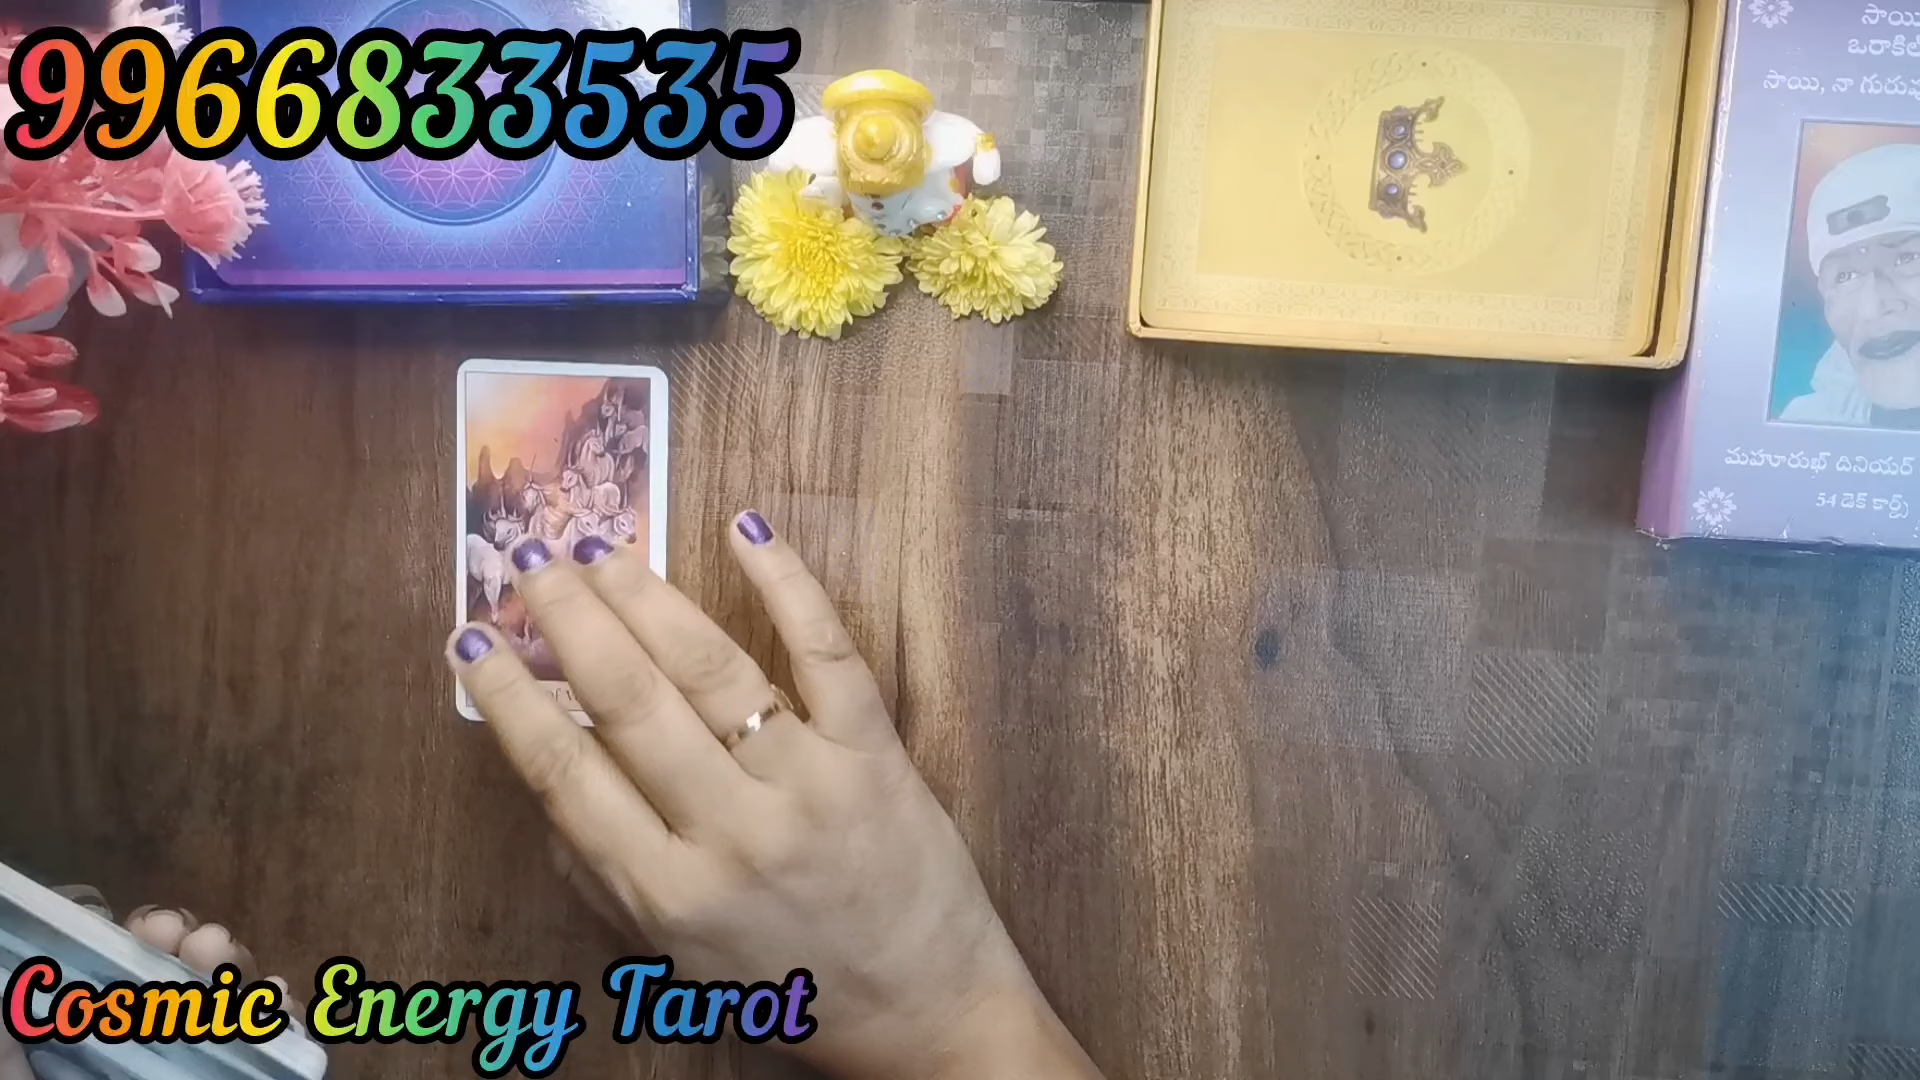 9966833535
సాయి, నా గురువు
మహారుఖ్ దినియర్
54 డెక్ కార్డ్స్
Cosmic Energy Tarot